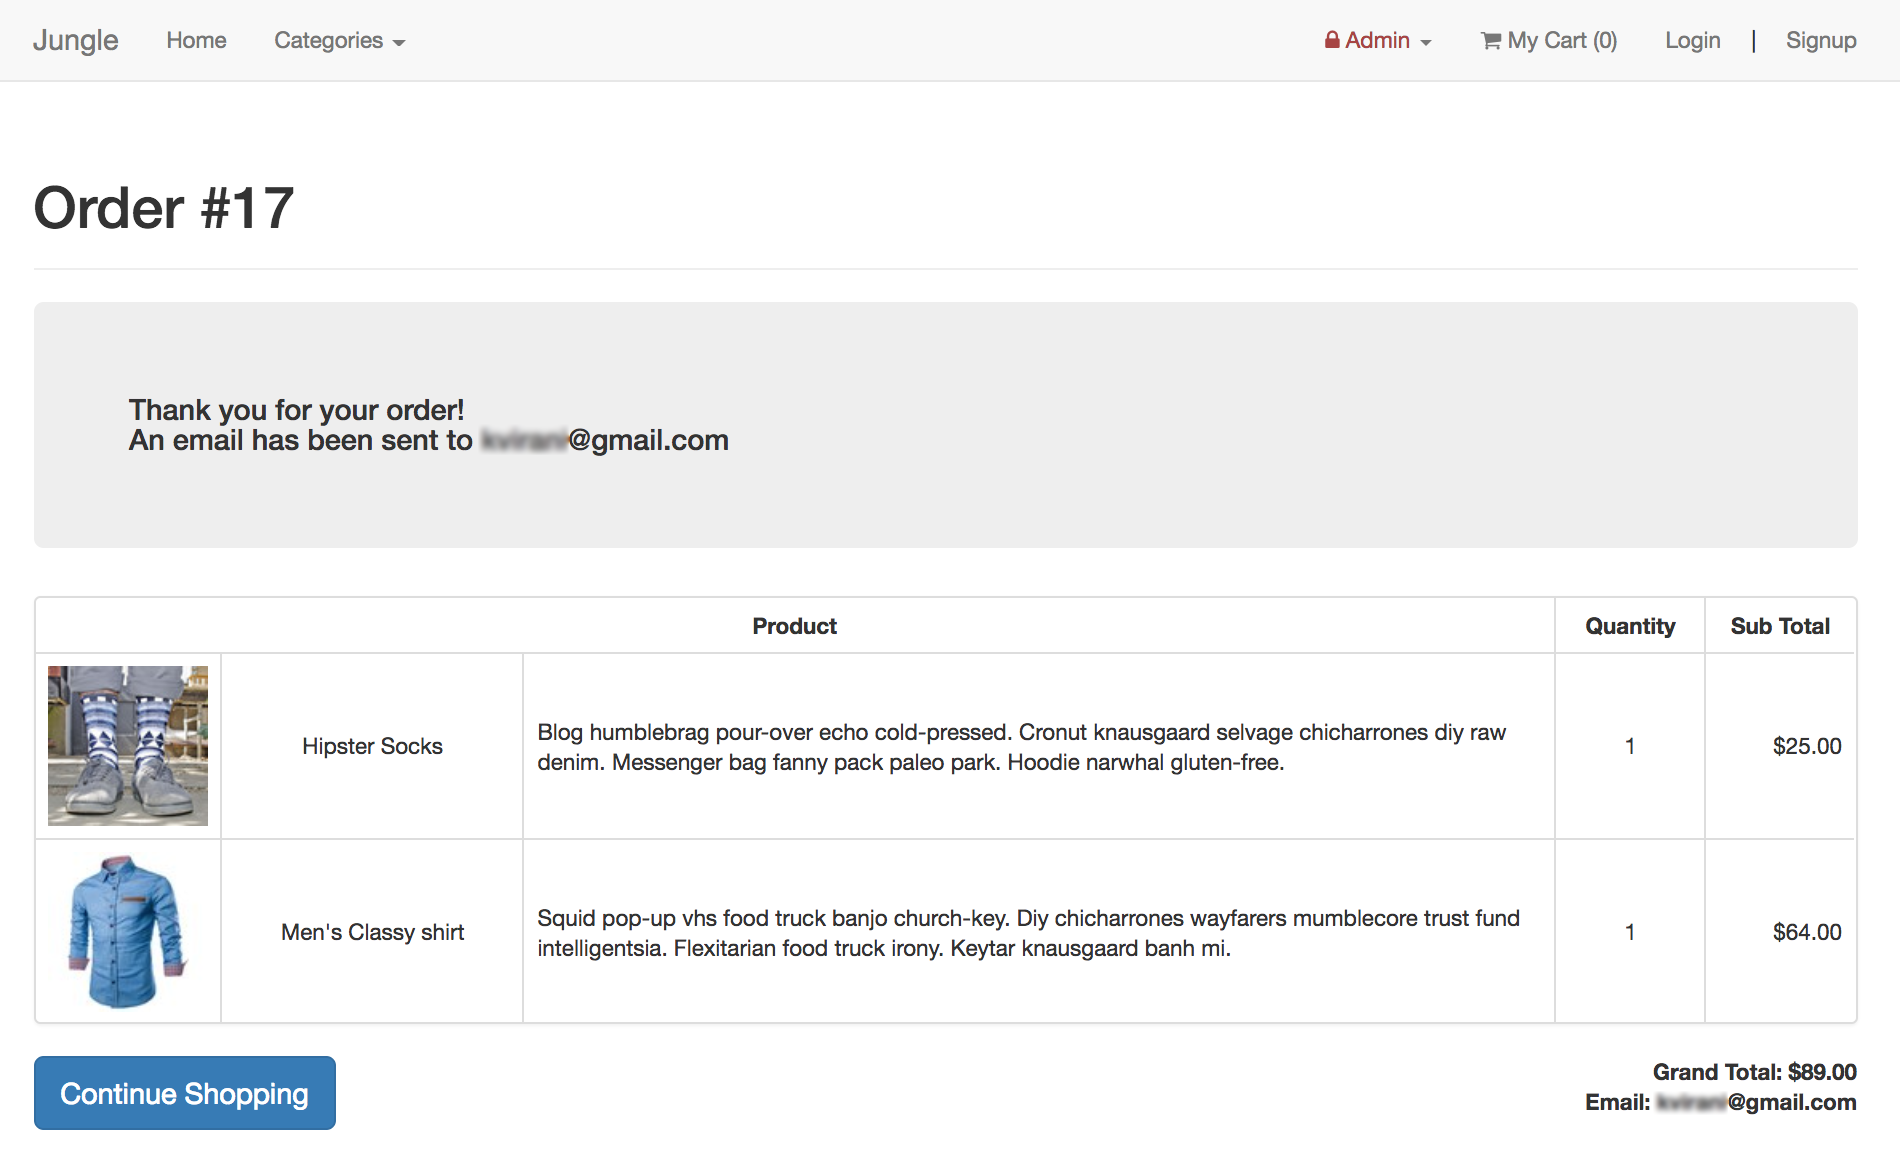 Jungle Home Categories Admin My Cart (0) Login | Signup
Order #17
Thank you for your order!
An email has been sent to @gmail.com
Product Quantity Sub Total
Hipster Socks
Blog humblebrag pour-over echo cold-pressed. Cronut knausgaard selvage chicharrones diy raw
denim. Messenger bag fanny pack paleo park. Hoodie narwhal gluten-free.
1 $25.00
Men's Classy shirt
Squid pop-up vhs food truck banjo church-key. Diy chicharrones wayfarers mumblecore trust fund
intelligentsia. Flexitarian food truck irony. Keytar knausgaard banh mi.
1 $64.00
Continue Shopping
Grand Total: $89.00
Email: @gmail.com